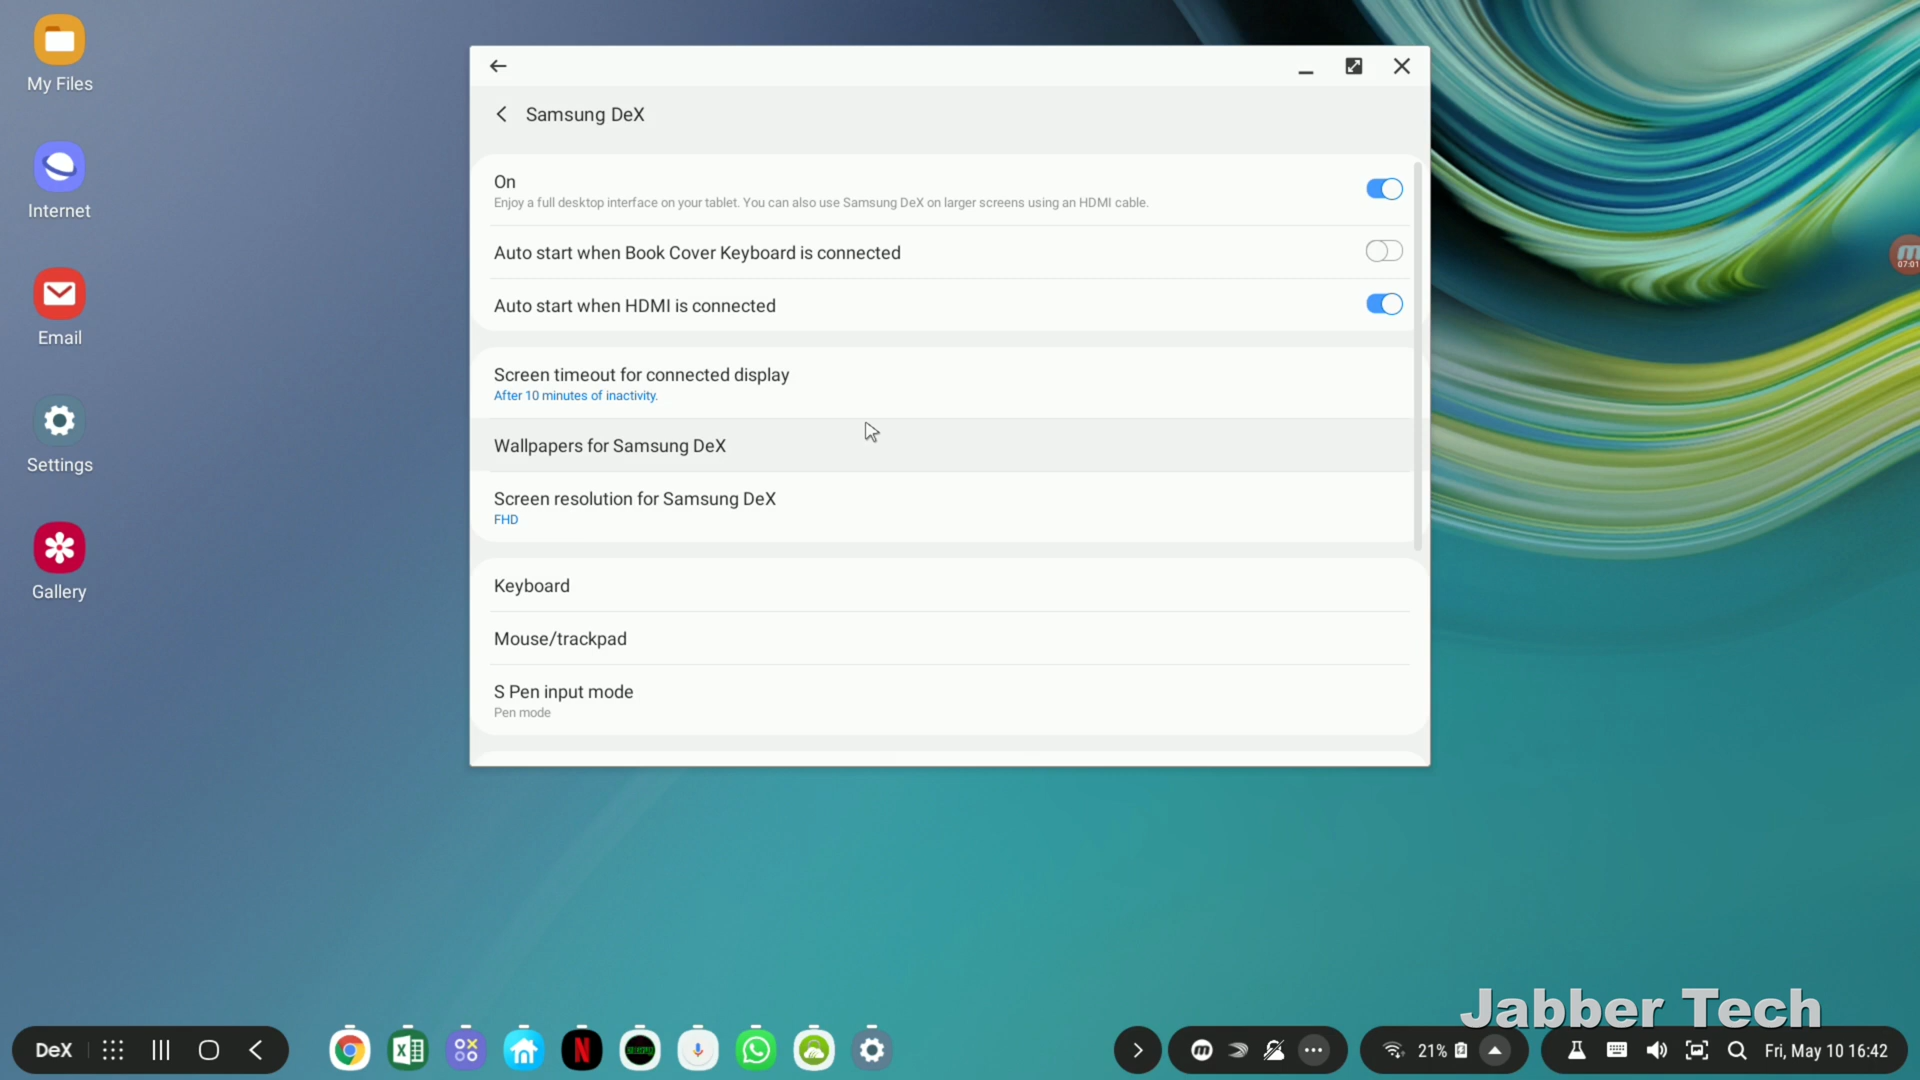 My Files
Internet
Email
Settings
Gallery
Samsung DeX
On
Enjoy a full desktop interface on your tablet. You can also use Samsung DeX on larger screens using an HDMI cable.
Auto start when Book Cover Keyboard is connected
Auto start when HDMI is connected
Screen timeout for connected display
After 10 minutes of inactivity.
Wallpapers for Samsung DeX
Screen resolution for Samsung DeX
FHD
Keyboard
Mouse/trackpad
S Pen input mode
Pen mode
07:01
Jabber Tech
DeX
21%
Fri, May 10 16:42